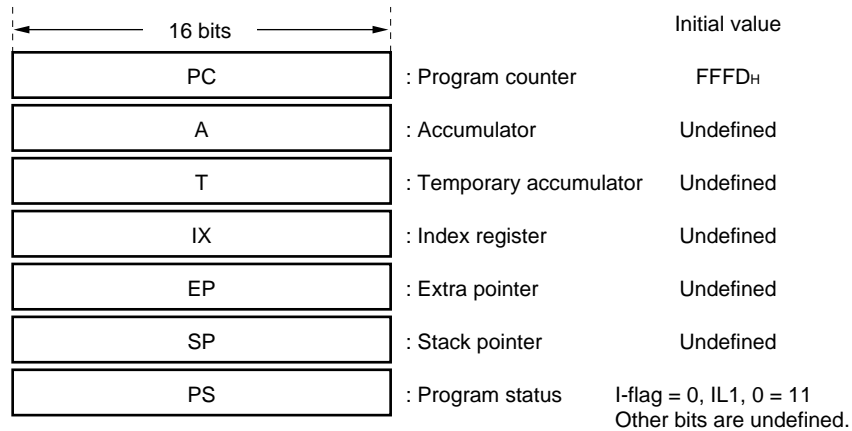 16 bits Initial value
PC : Program counter FFFDH
A : Accumulator Undefined
T : Temporary accumulator Undefined
IX : Index register Undefined
EP : Extra pointer Undefined
SP : Stack pointer Undefined
PS : Program status I-flag = 0, IL1, 0 = 11
Other bits are undefined.